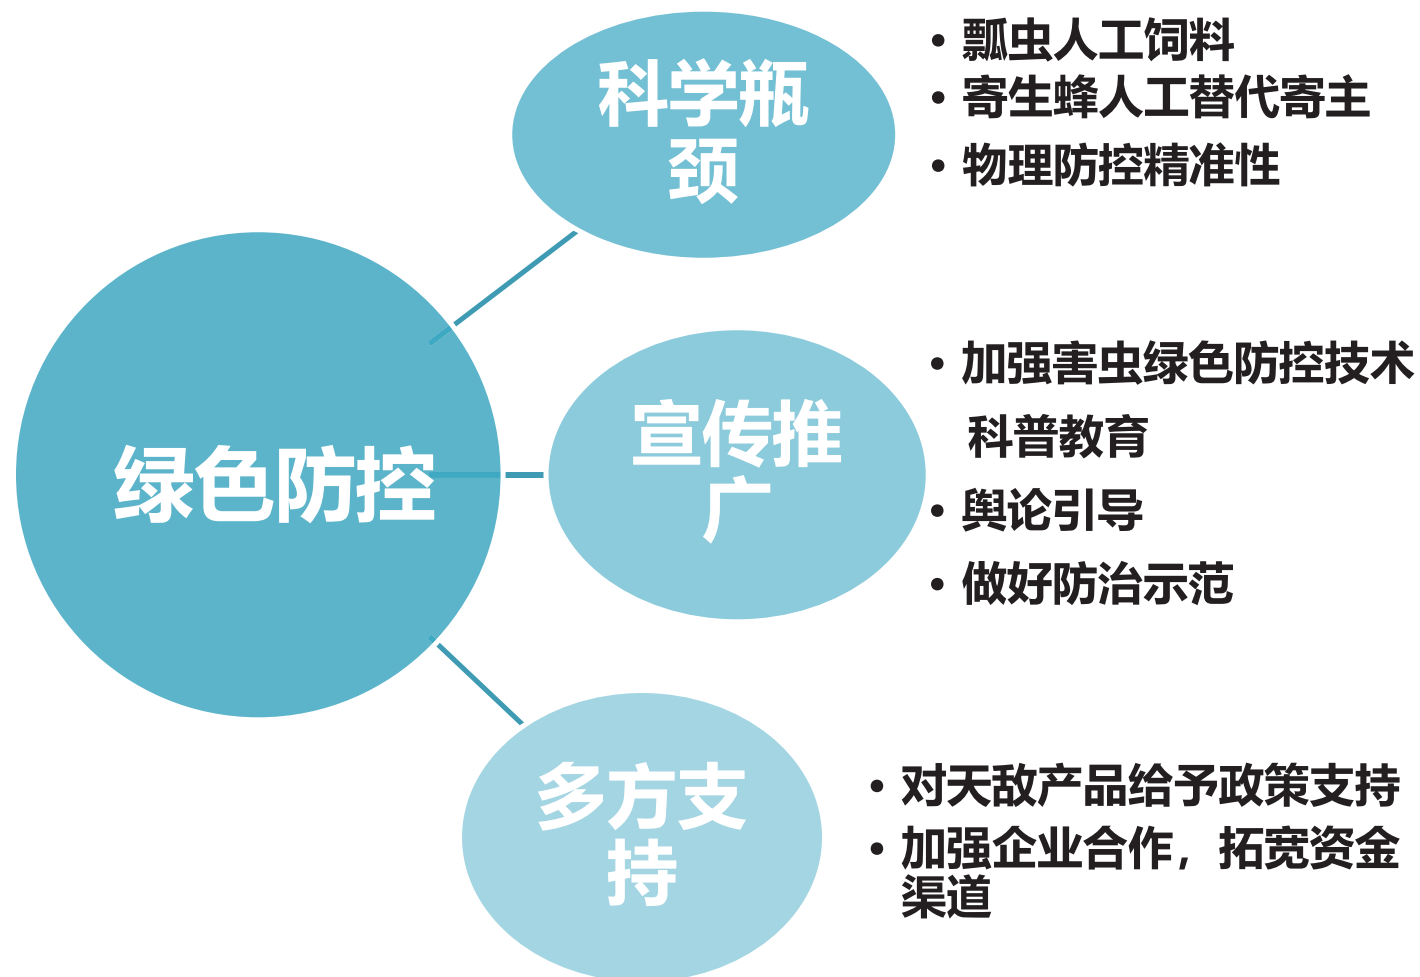 科学瓶
颈
• 瓢虫人工饲料
• 寄生蜂人工替代寄主
• 物理防控精准性
绿色防控
宣传推
广
• 加强害虫绿色防控技术
科普教育
• 舆论引导
• 做好防治示范
多方支
持
• 对天敌产品给予政策支持
• 加强企业合作，拓宽资金
渠道